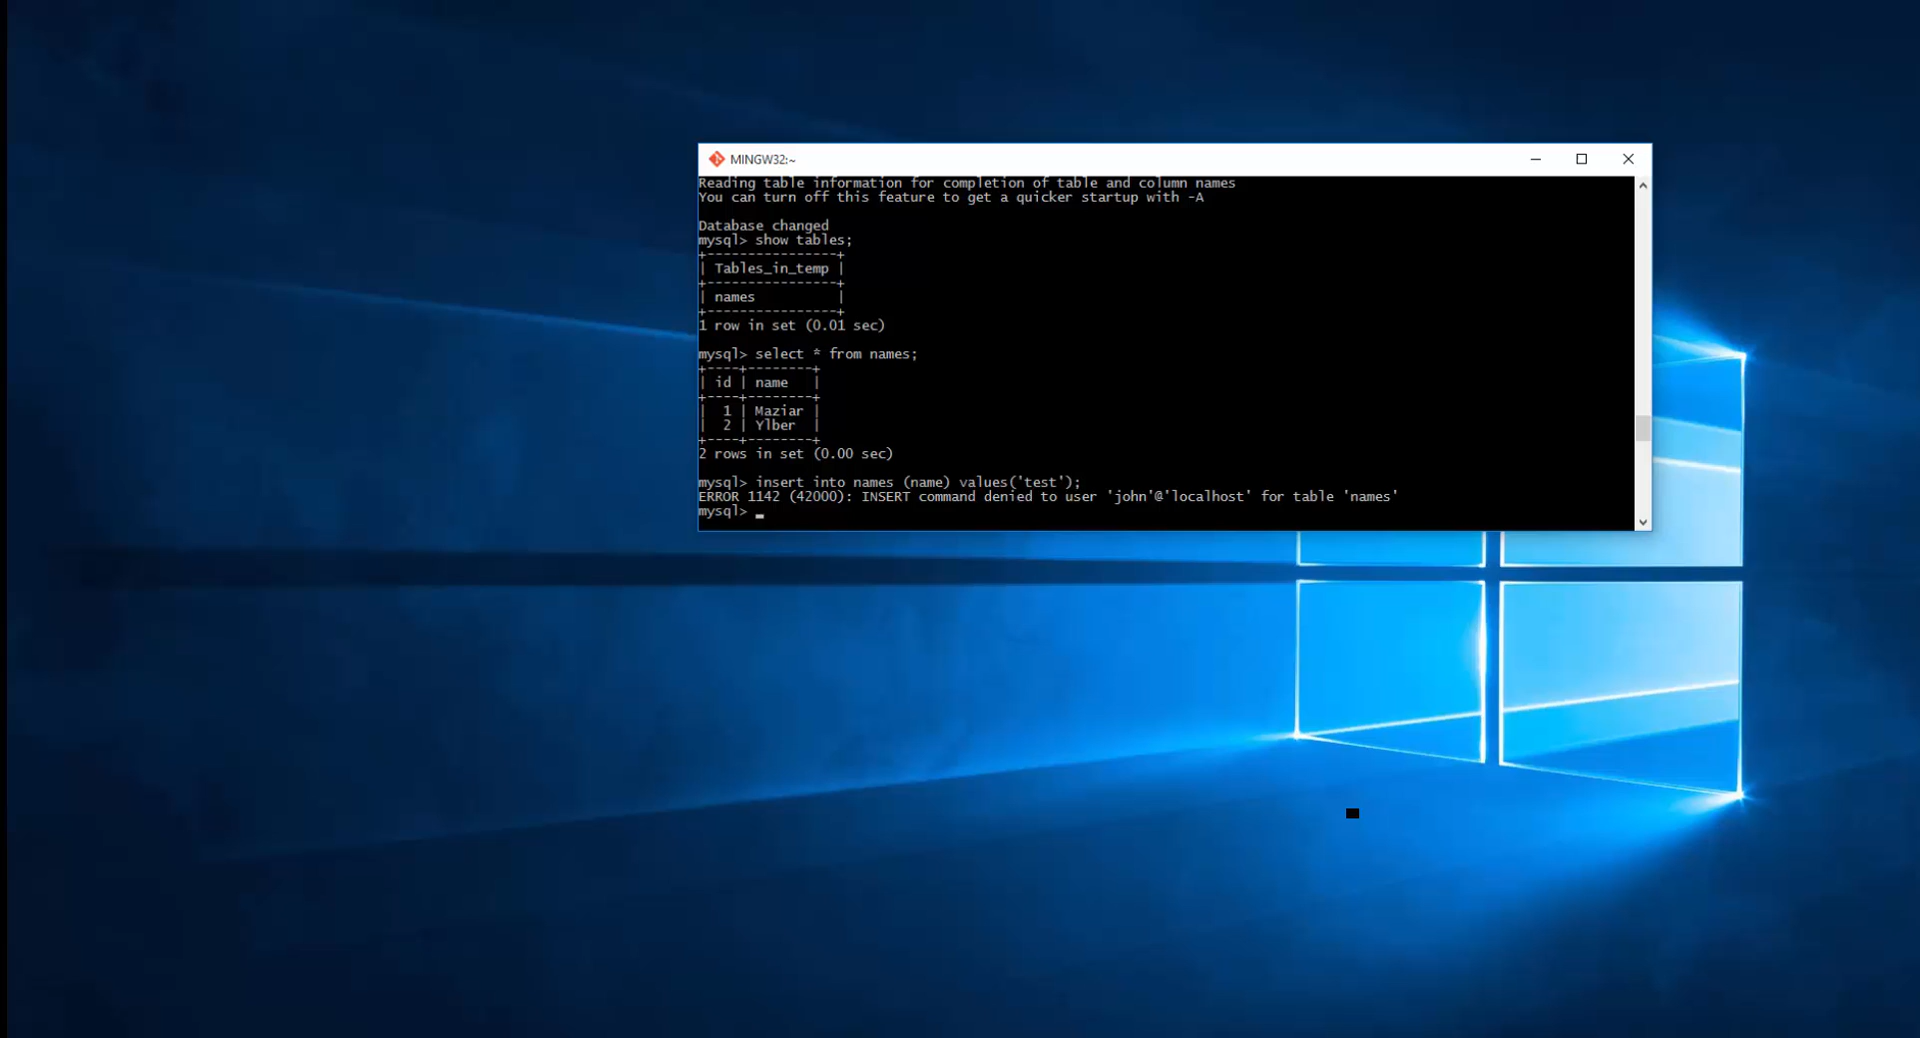 MINGW32:~
Reading table information for completion of table and column names
You can turn off this feature to get a quicker startup with -A
Database changed
mysql> show tables;
+----------------+
| Tables_in_temp |
+----------------+
| names          |
+----------------+
1 row in set (0.01 sec)
mysql> select * from names;
+----+--------+
| id | name   |
+----+--------+
|  1 | Maziar |
|  2 | Ylber  |
+----+--------+
2 rows in set (0.00 sec)
mysql> insert into names (name) values('test');
ERROR 1142 (42000): INSERT command denied to user 'john'@'localhost' for table 'names'
mysql>